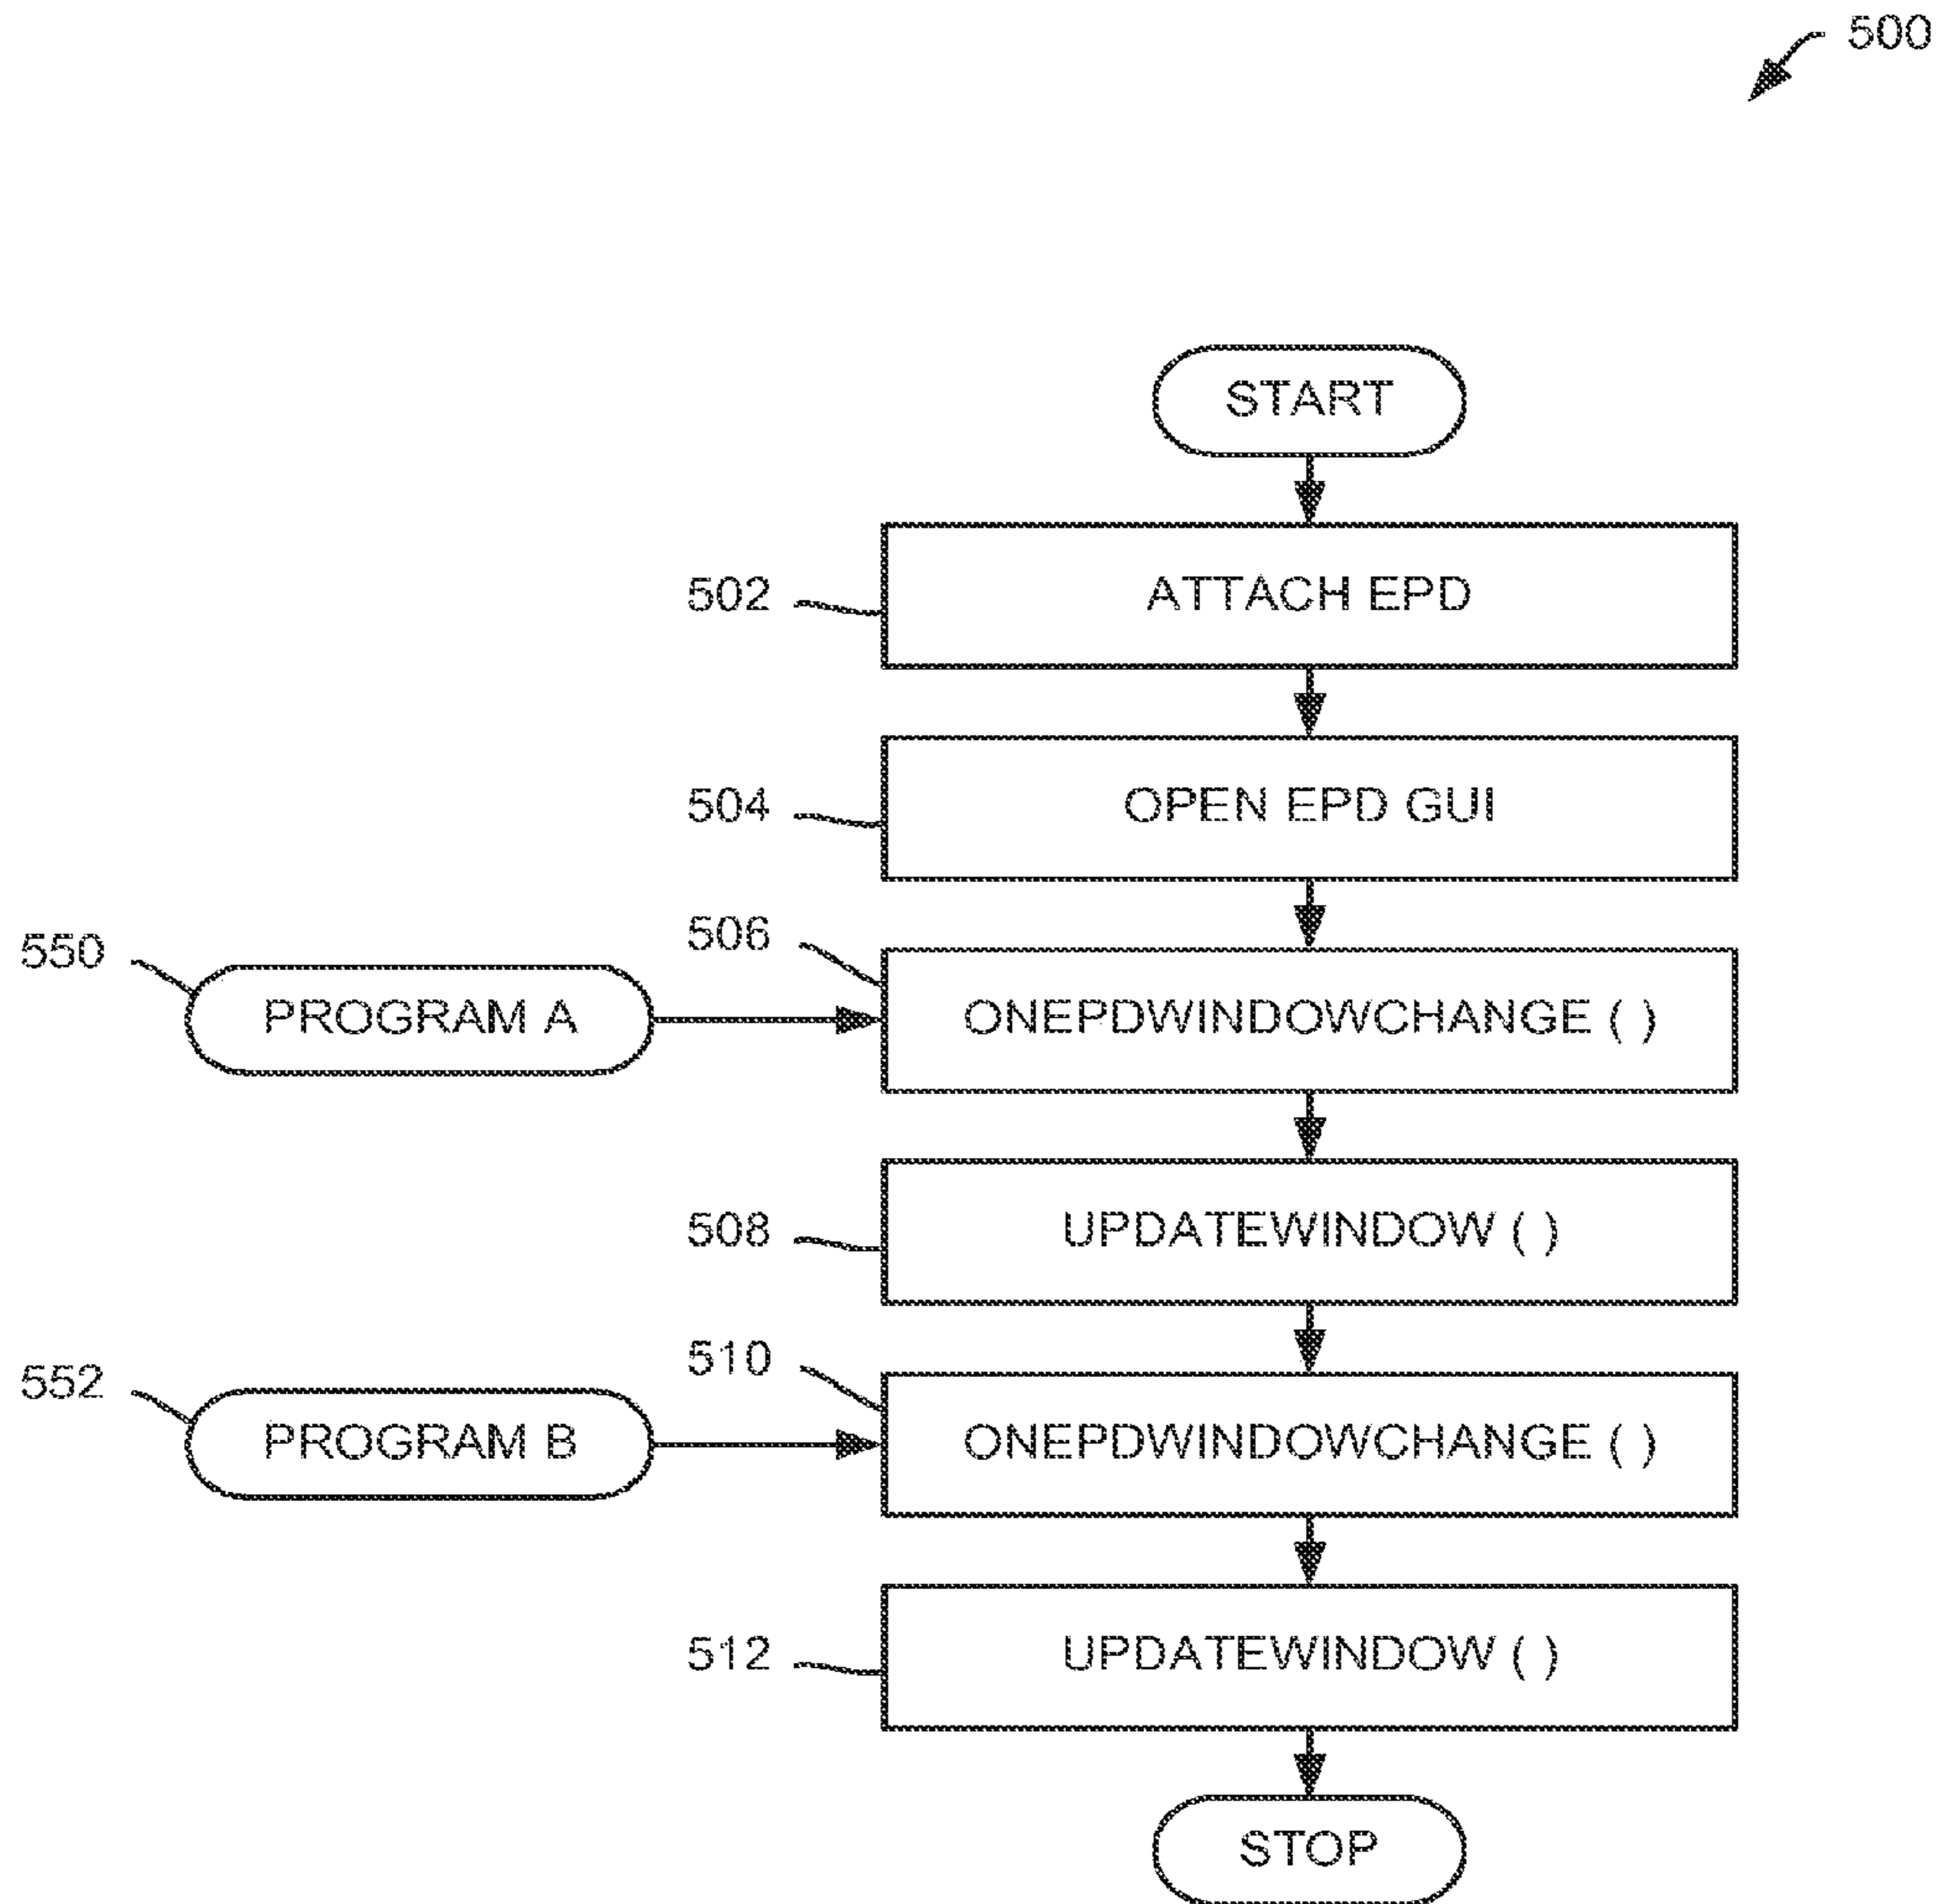 500
START
502
ATTACH EPD
504
OPEN EPD GUI
506
550
PROGRAM A
ONEPDWINDOWCHANGE ( )
508
UPDATEWINDOW ( )
510
552
PROGRAM B
ONEPDWINDOWCHANGE ( )
512
UPDATEWINDOW ( )
STOP